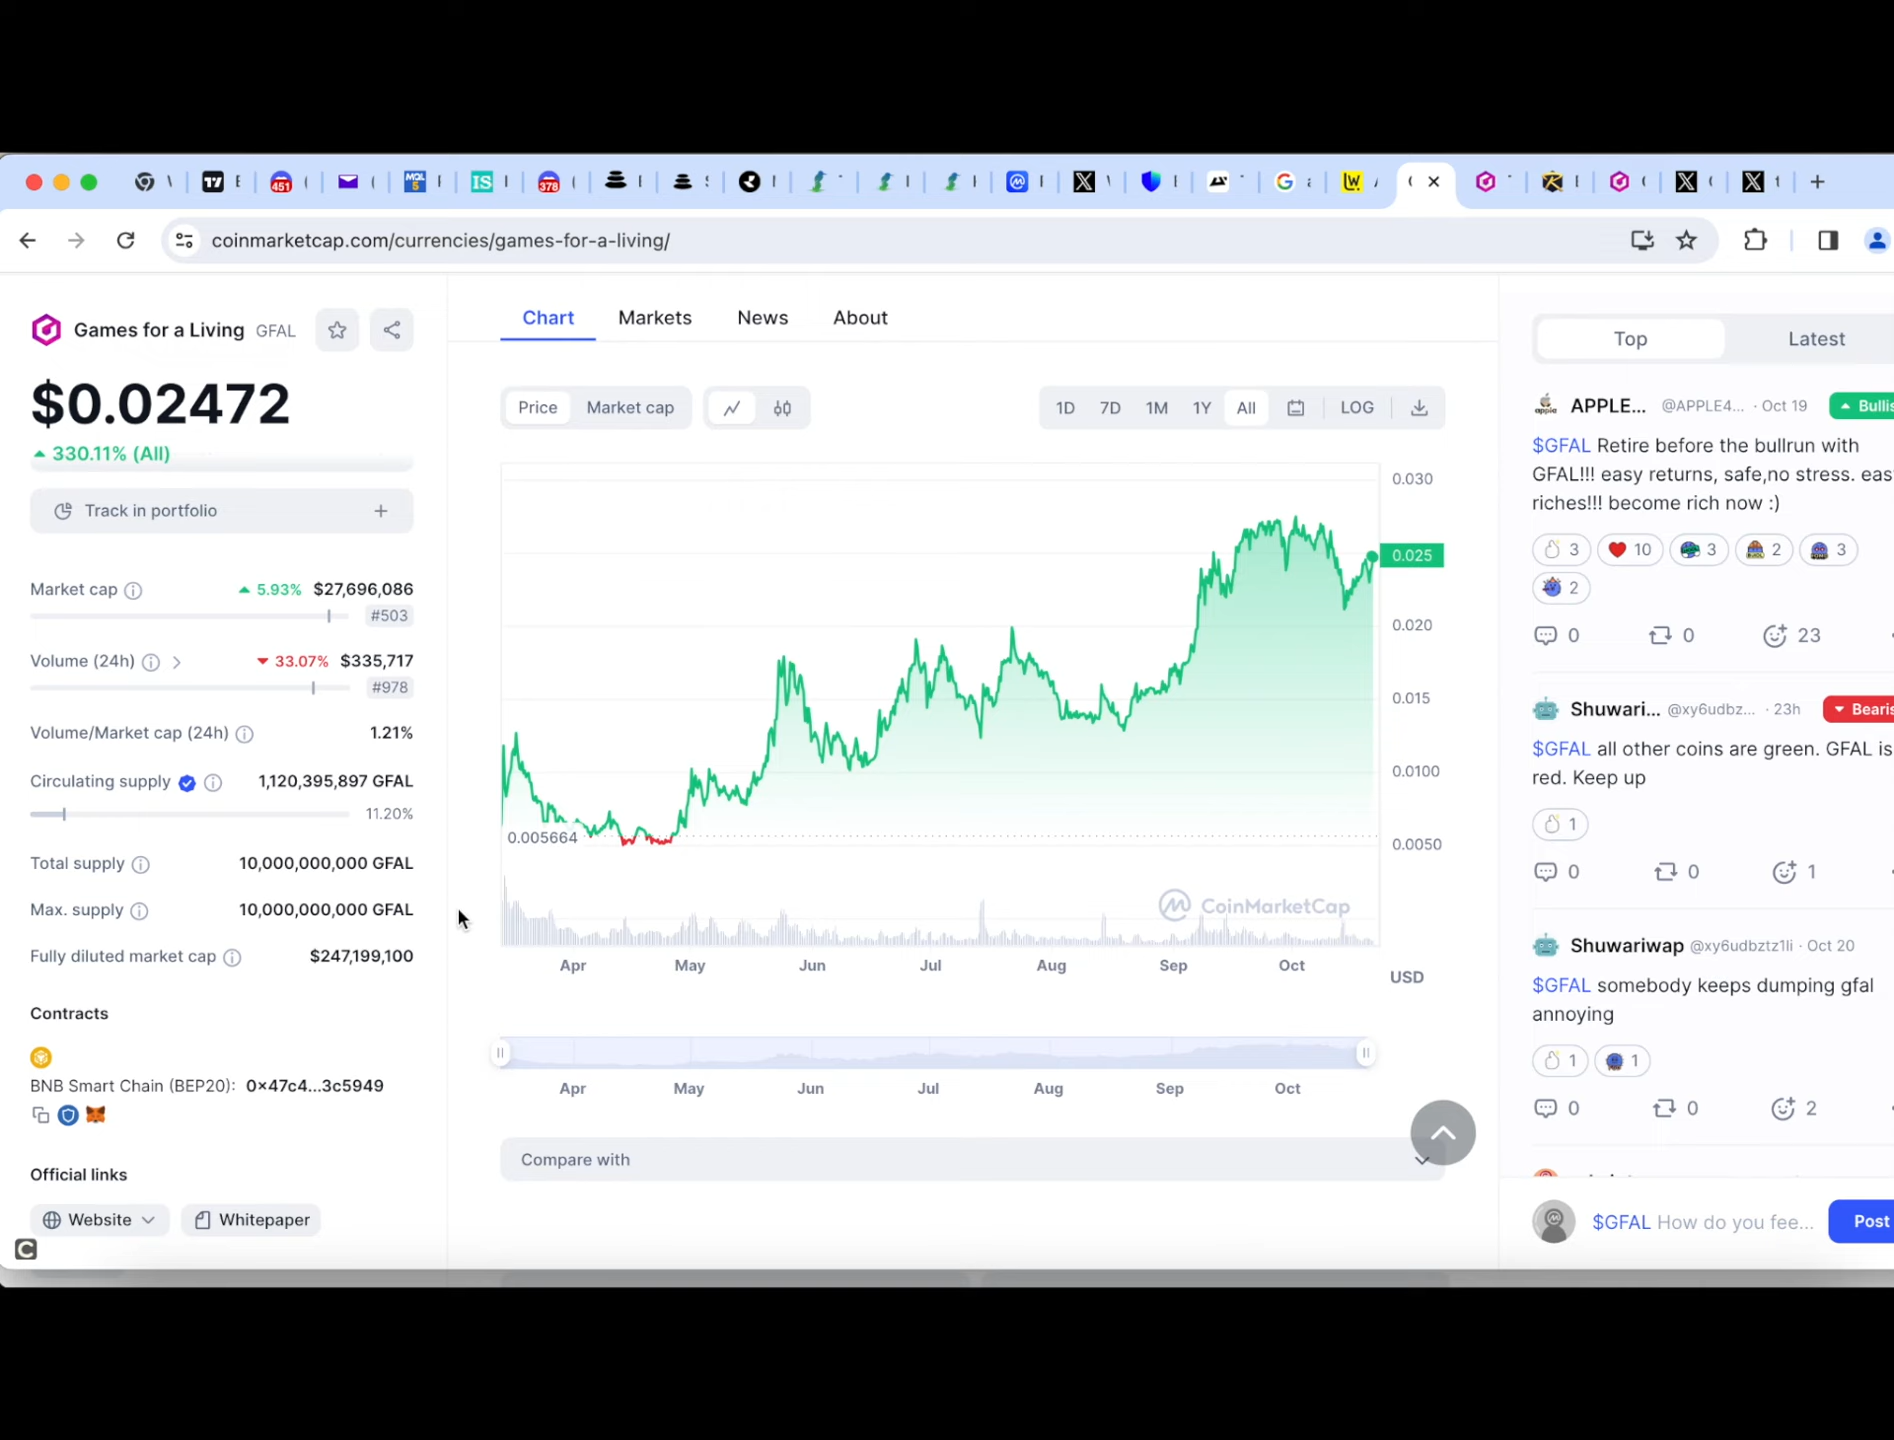 451
MQL
5
IS
378
W.
coinmarketcap.com/currencies/games-for-a-living/
Games for a Living GFAL
$0.02472
330.11% (All)
Track in portfolio +
Market cap 5.93% $27,696,086
#503
Volume (24h) 33.07% $335,717
#978
Volume/Market cap (24h) 1.21%
Circulating supply 1,120,395,897 GFAL
11.20%
Total supply 10,000,000,000 GFAL
Max. supply 10,000,000,000 GFAL
Fully diluted market cap $247,199,100
Contracts
BNB Smart Chain (BEP20): 0x47c4...3c5949
Official links
Website Whitepaper
Chart Markets News About
Price Market cap
1D 7D 1M 1Y All LOG
0.030
0.025
0.020
0.015
0.0100
0.0050
0.005664
CoinMarketCap
Apr May Jun Jul Aug Sep Oct
USD
Apr May Jun Jul Aug Sep Oct
Compare with
Top Latest
APPLE... @APPLE4... · Oct 19 Bullis
$GFAL Retire before the bullrun with
GFAL!!! easy returns, safe,no stress. eas
riches!!! become rich now :)
3 10 3 2 3
2
0 0 23
Shuwari... @xy6udbz... · 23h Bearis
$GFAL all other coins are green. GFAL is
red. Keep up
1
0 0 1
Shuwariwap @xy6udbztz1li · Oct 20
$GFAL somebody keeps dumping gfal
annoying
1 1
0 0 2
$GFAL How do you fee... Post